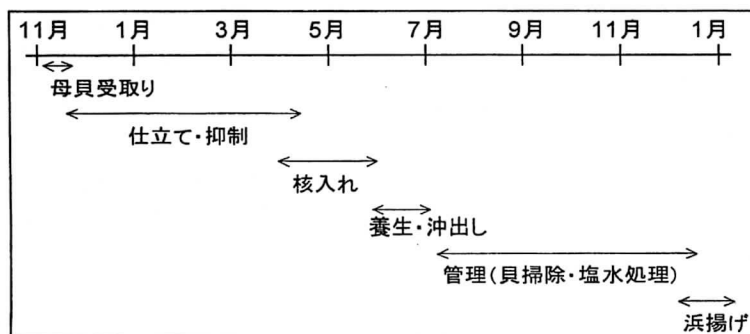 11月 1月 3月 5月 7月 9月 11月 1月
母貝受取り
仕立て・抑制
核入れ
養生・沖出し
管理(貝掃除・塩水処理)
浜揚げ